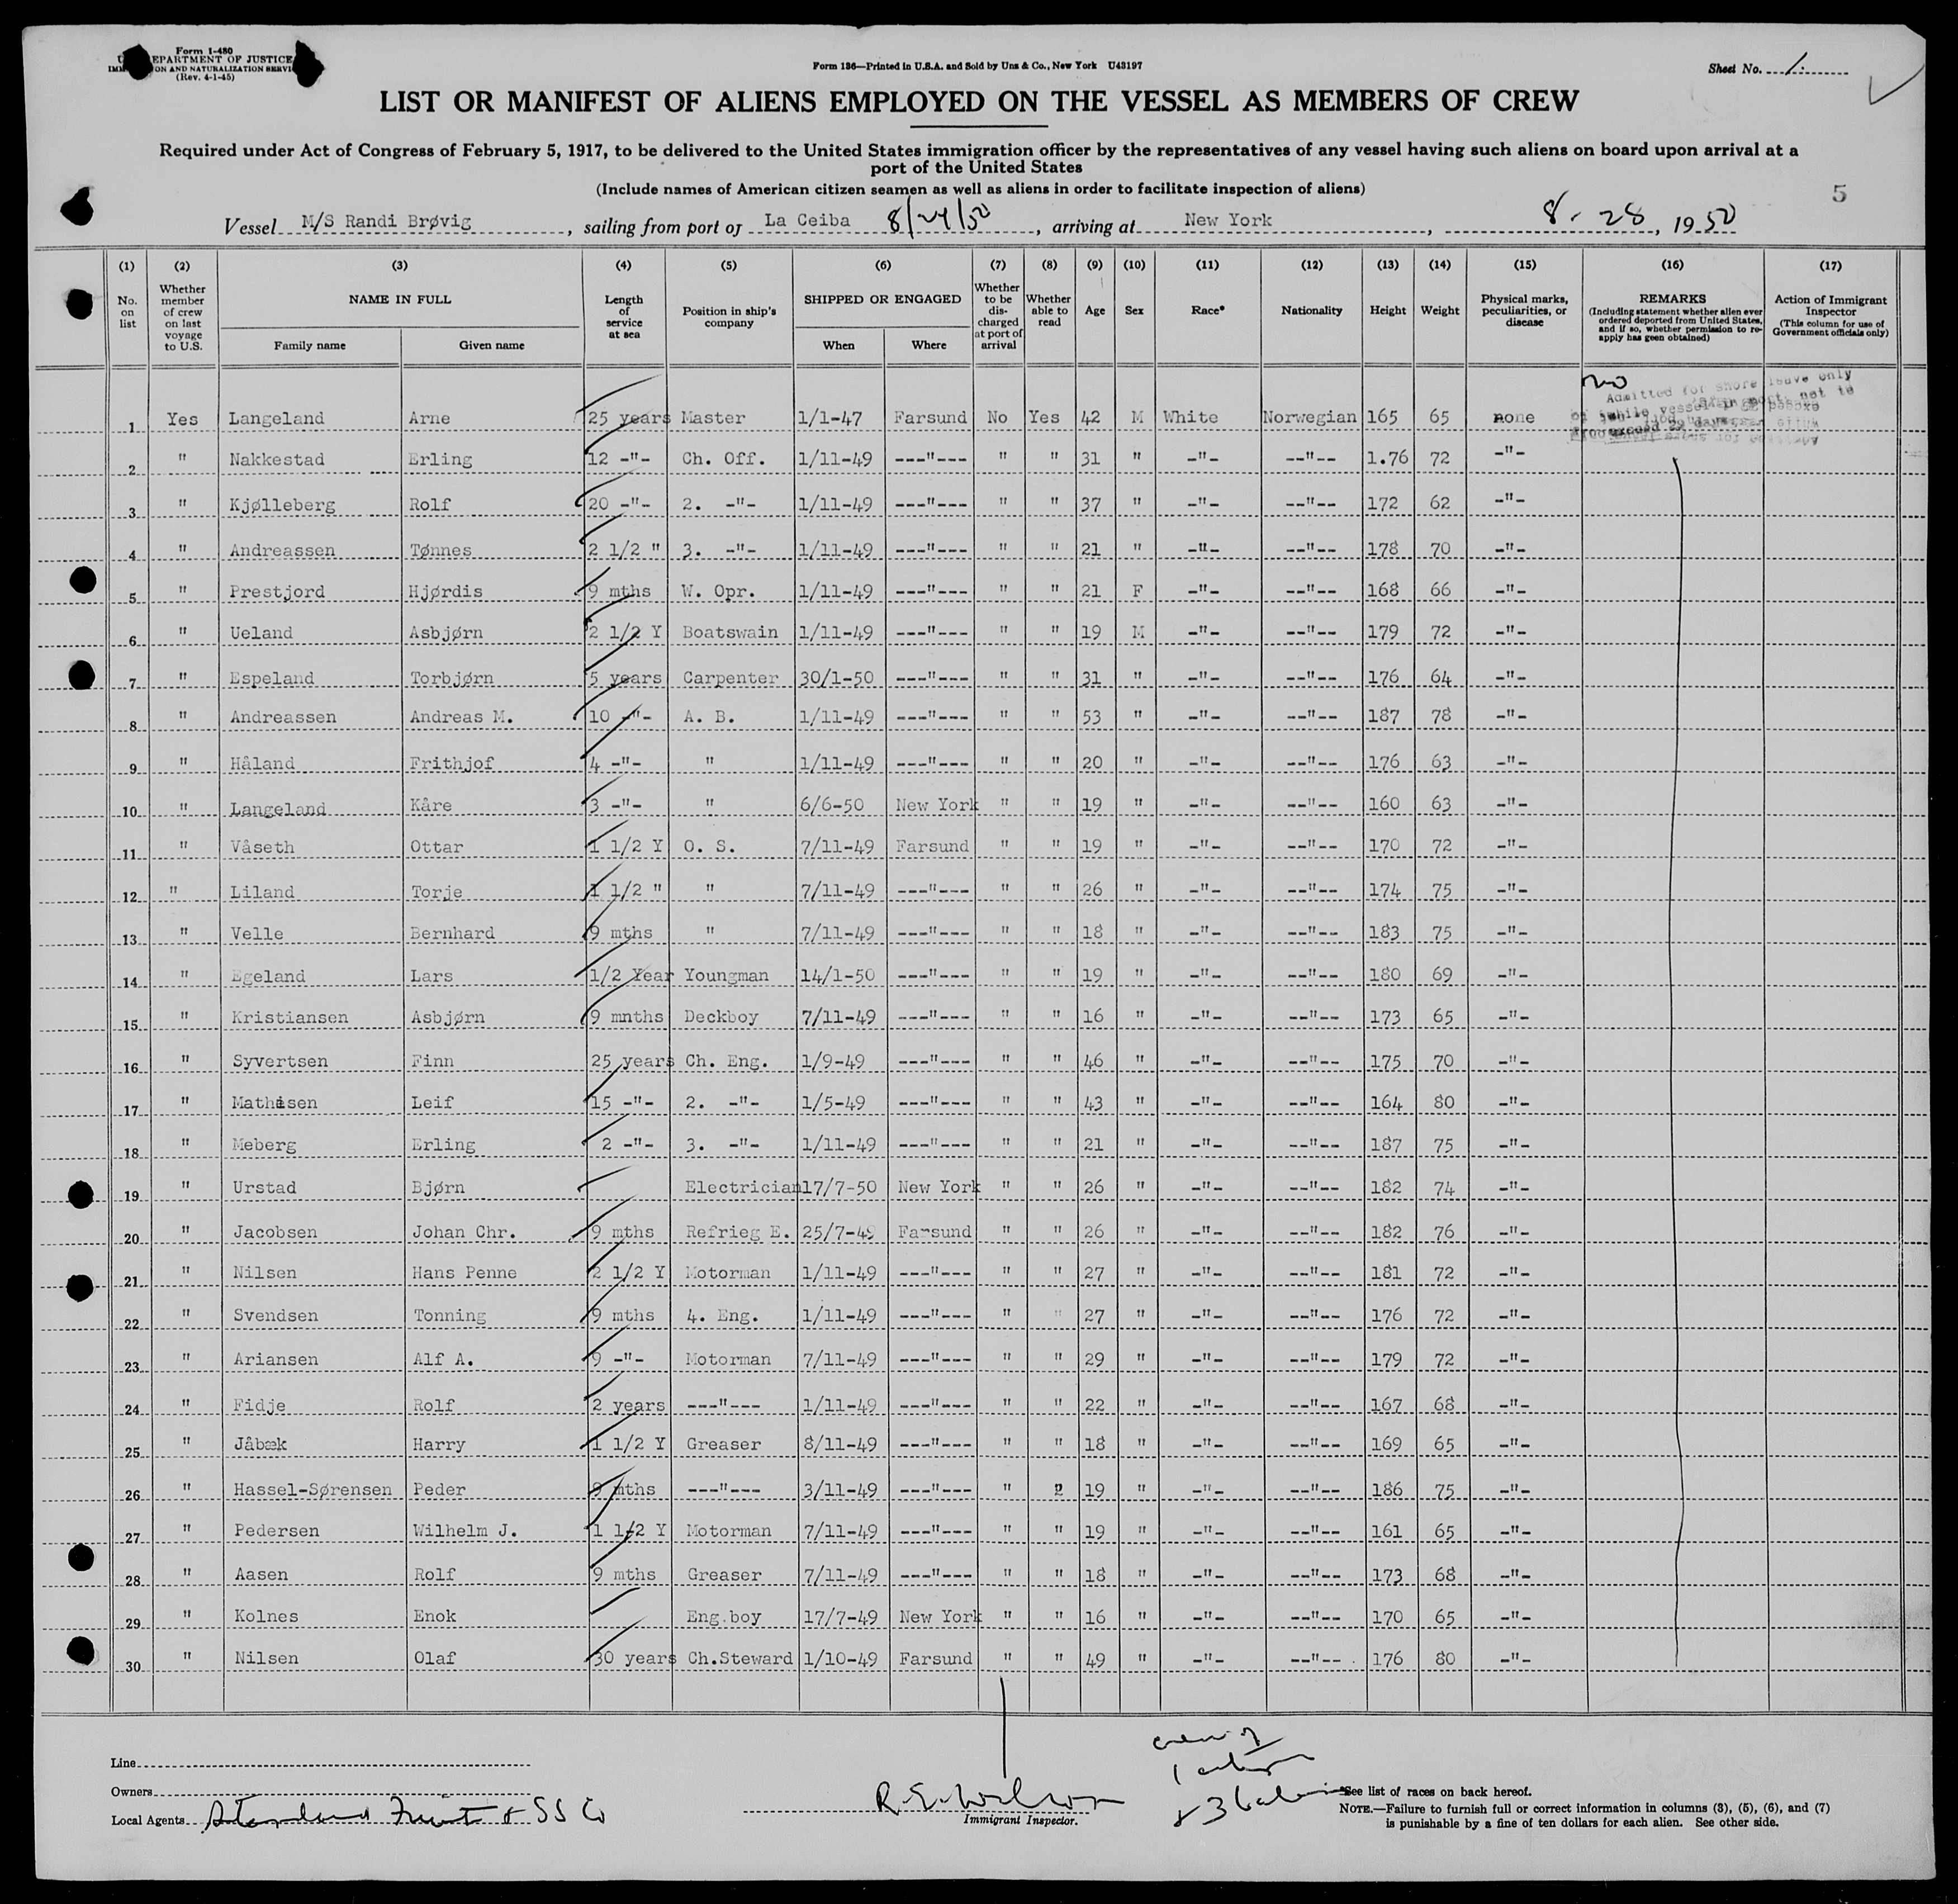 Form I-480
EPARTMENT OF JUSTICE
ON AND NATURALIZATION SERVI
(Rev. 4-1-45)
Form 136—Printed in U.S.A. and Sold by Unz & Co., New York U43197
Sheet No. 1.
LIST OR MANIFEST OF ALIENS EMPLOYED ON THE VESSEL AS MEMBERS OF CREW
Required under Act of Congress of February 5, 1917, to be delivered to the United States immigration officer by the representatives of any vessel having such aliens on board upon arrival at a
port of the United States
(Include names of American citizen seamen as well as aliens in order to facilitate inspection of aliens)
5
Vessel M/S Randi Brøvig, sailing from port of La Ceiba 8/24/50, arriving at New York, 8-28, 1950
(1) (2) (3) (4) (5) (6) (7) (8) (9) (10) (11) (12) (13) (14) (15) (16) (17)
No. on list
Whether member of crew on last voyage to U.S.
NAME IN FULL
Family name
Given name
Length of service at sea
Position in ship's company
SHIPPED OR ENGAGED
When
Where
Whether to be discharged at port of arrival
Whether able to read
Age
Sex
Race*
Nationality
Height
Weight
Physical marks, peculiarities, or disease
REMARKS
(Including statement whether alien ever ordered deported from United States, and if so, whether permission to reapply has geen obtained)
Action of Immigrant Inspector
(This column for use of Government officials only)
no
Admitted for shore leave only
while vessel in port, not to
exceed 29 days
1 Yes Langeland Arne 25 years Master 1/1-47 Farsund No Yes 42 M White Norwegian 165 65 none
2 " Nakkestad Erling 12 -"- Ch. Off. 1/11-49 ---"--- " " 31 " -"- --"-- 1.76 72 -"-
3 " Kjølleberg Rolf 20 -"- 2. -"- 1/11-49 ---"--- " " 37 " -"- --"-- 172 62 -"-
4 " Andreassen Tønnes 2 1/2 " 3. -"- 1/11-49 ---"--- " " 21 " -"- --"-- 178 70 -"-
5 " Prestjord Hjørdis 9 mths W. Opr. 1/11-49 ---"--- " " 21 F -"- --"-- 168 66 -"-
6 " Ueland Asbjørn 2 1/2 Y Boatswain 1/11-49 ---"--- " " 19 M -"- --"-- 179 72 -"-
7 " Espeland Torbjørn 5 years Carpenter 30/1-50 ---"--- " " 31 " -"- --"-- 176 64 -"-
8 " Andreassen Andreas M. 10 -"- A. B. 1/11-49 ---"--- " " 53 " -"- --"-- 187 78 -"-
9 " Håland Frithjof 4 -"- " 1/11-49 ---"--- " " 20 " -"- --"-- 176 63 -"-
10 " Langeland Kåre 3 -"- " 6/6-50 New York " " 19 " -"- --"-- 160 63 -"-
11 " Våseth Ottar 1 1/2 Y O. S. 7/11-49 Farsund " " 19 " -"- --"-- 170 72 -"-
12 " Liland Torje 1 1/2 " " 7/11-49 ---"--- " " 26 " -"- --"-- 174 75 -"-
13 " Velle Bernhard 9 mths " 7/11-49 ---"--- " " 18 " -"- --"-- 183 75 -"-
14 " Egeland Lars 1/2 Year Youngman 14/1-50 ---"--- " " 19 " -"- --"-- 180 69 -"-
15 " Kristiansen Asbjørn 9 mnths Deckboy 7/11-49 ---"--- " " 16 " -"- --"-- 173 65 -"-
16 " Syvertsen Finn 25 years Ch. Eng. 1/9-49 ---"--- " " 46 " -"- --"-- 175 70 -"-
17 " Mathisen Leif 15 -"- 2. -"- 1/5-49 ---"--- " " 43 " -"- --"-- 164 80 -"-
18 " Meberg Erling 2 -"- 3. -"- 1/11-49 ---"--- " " 21 " -"- --"-- 187 75 -"-
19 " Urstad Bjørn Electrician 17/7-50 New York " " 26 " -"- --"-- 182 74 -"-
20 " Jacobsen Johan Chr. 9 mths Refrieg E. 25/7-49 Farsund " " 26 " -"- --"-- 182 76 -"-
21 " Nilsen Hans Penne 2 1/2 Y Motorman 1/11-49 ---"--- " " 27 " -"- --"-- 181 72 -"-
22 " Svendsen Tonning 9 mths 4. Eng. 1/11-49 ---"--- " " 27 " -"- --"-- 176 72 -"-
23 " Ariansen Alf A. 9 -"- Motorman 7/11-49 ---"--- " " 29 " -"- --"-- 179 72 -"-
24 " Fidje Rolf 2 years ---"--- 1/11-49 ---"--- " " 22 " -"- --"-- 167 68 -"-
25 " Jåbæk Harry 1 1/2 Y Greaser 8/11-49 ---"--- " " 18 " -"- --"-- 169 65 -"-
26 " Hassel-Sørensen Peder 9 mths ---"--- 3/11-49 ---"--- " 2 19 " -"- --"-- 186 75 -"-
27 " Pedersen Wilhelm J. 1 1/2 Y Motorman 7/11-49 ---"--- " " 19 " -"- --"-- 161 65 -"-
28 " Aasen Rolf 9 mths Greaser 7/11-49 ---"--- " " 18 " -"- --"-- 173 68 -"-
29 " Kolnes Enok Eng.boy 17/7-49 New York " " 16 " -"- --"-- 170 65 -"-
30 " Nilsen Olaf 30 years Ch.Steward 1/10-49 Farsund " " 49 " -"- --"-- 176 80 -"-
Line
Owners
Local Agents Standard Fruit & SS Co
R. E. Wilson
Immigrant Inspector.
crew of
*See list of races on back hereof.
NOTE.—Failure to furnish full or correct information in columns (3), (5), (6), and (7)
is punishable by a fine of ten dollars for each alien. See other side.